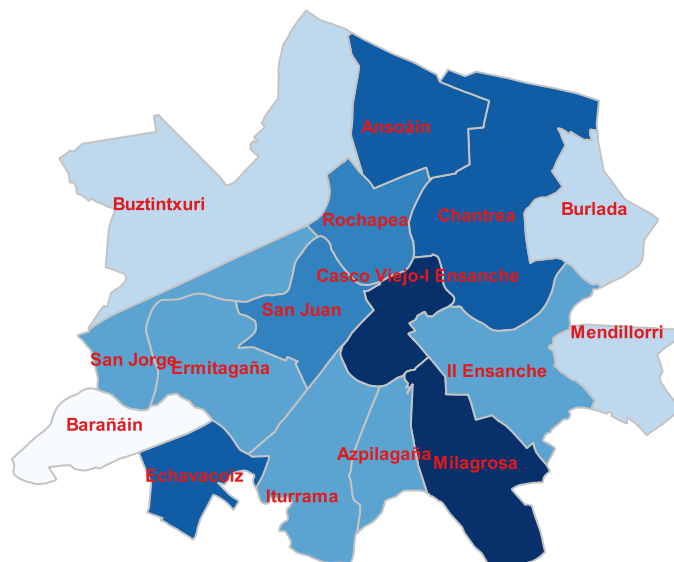 Ansoáin
Buztintxuri
Burlada
Chantrea
Rochapea
Casco Viejo-I Ensanche
San Juan
Mendillorri
San Jorge
Ermitagaña
II Ensanche
Barañáin
Azpilagaña
Milagrosa
Echavacoiz
Iturrama